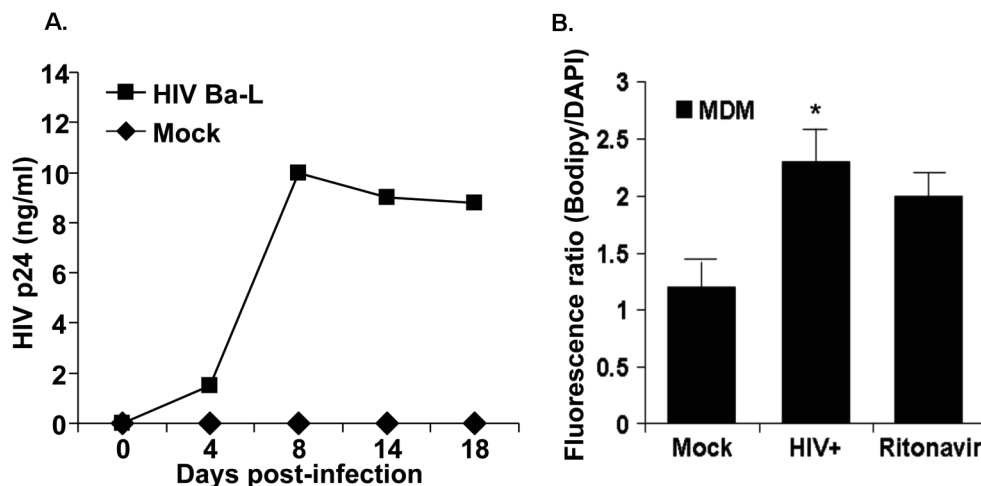 A.
HIV p24 (ng/ml)
14
12
10
8
6
4
2
0
HIV Ba-L
Mock
0 4 8 14 18
Days post-infection
B.
Fluorescence ratio (Bodipy/DAPI)
3
2.5
2
1.5
1
0.5
0
MDM
*
Mock HIV+ Ritonavir